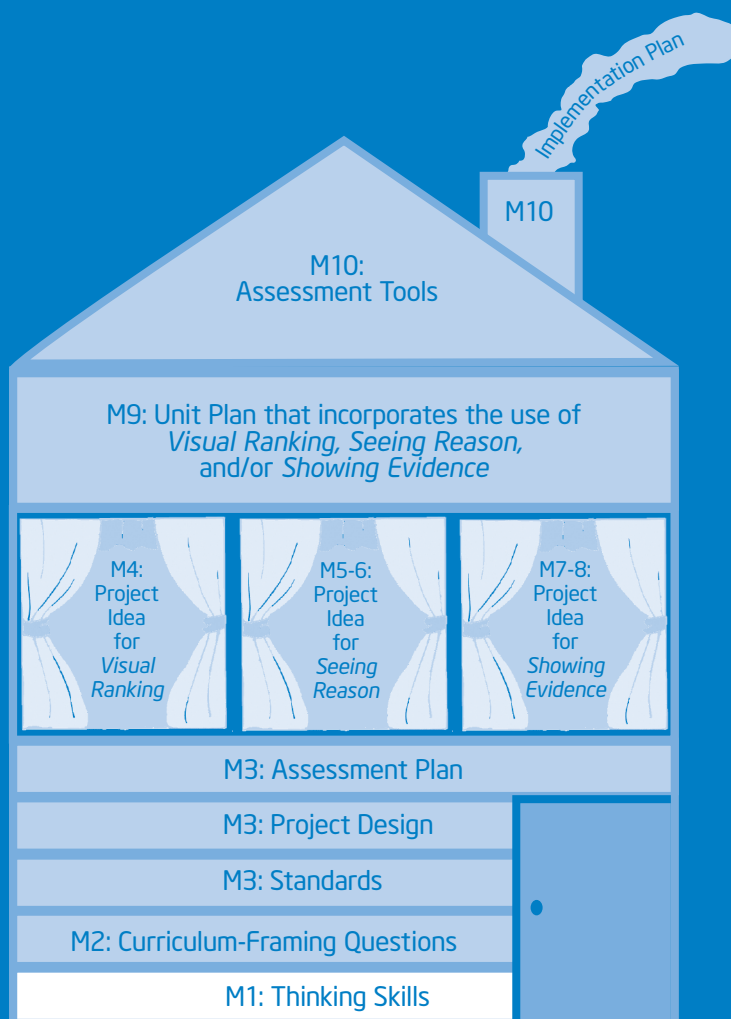 Implementation Plan
M10
M10:
Assessment Tools
M9: Unit Plan that incorporates the use of
Visual Ranking, Seeing Reason,
and/or Showing Evidence
M4:
Project
Idea
for
Visual
Ranking
M5-6:
Project
Idea
for
Seeing
Reason
M7-8:
Project
Idea
for
Showing
Evidence
M3: Assessment Plan
M3: Project Design
M3: Standards
M2: Curriculum-Framing Questions
M1: Thinking Skills